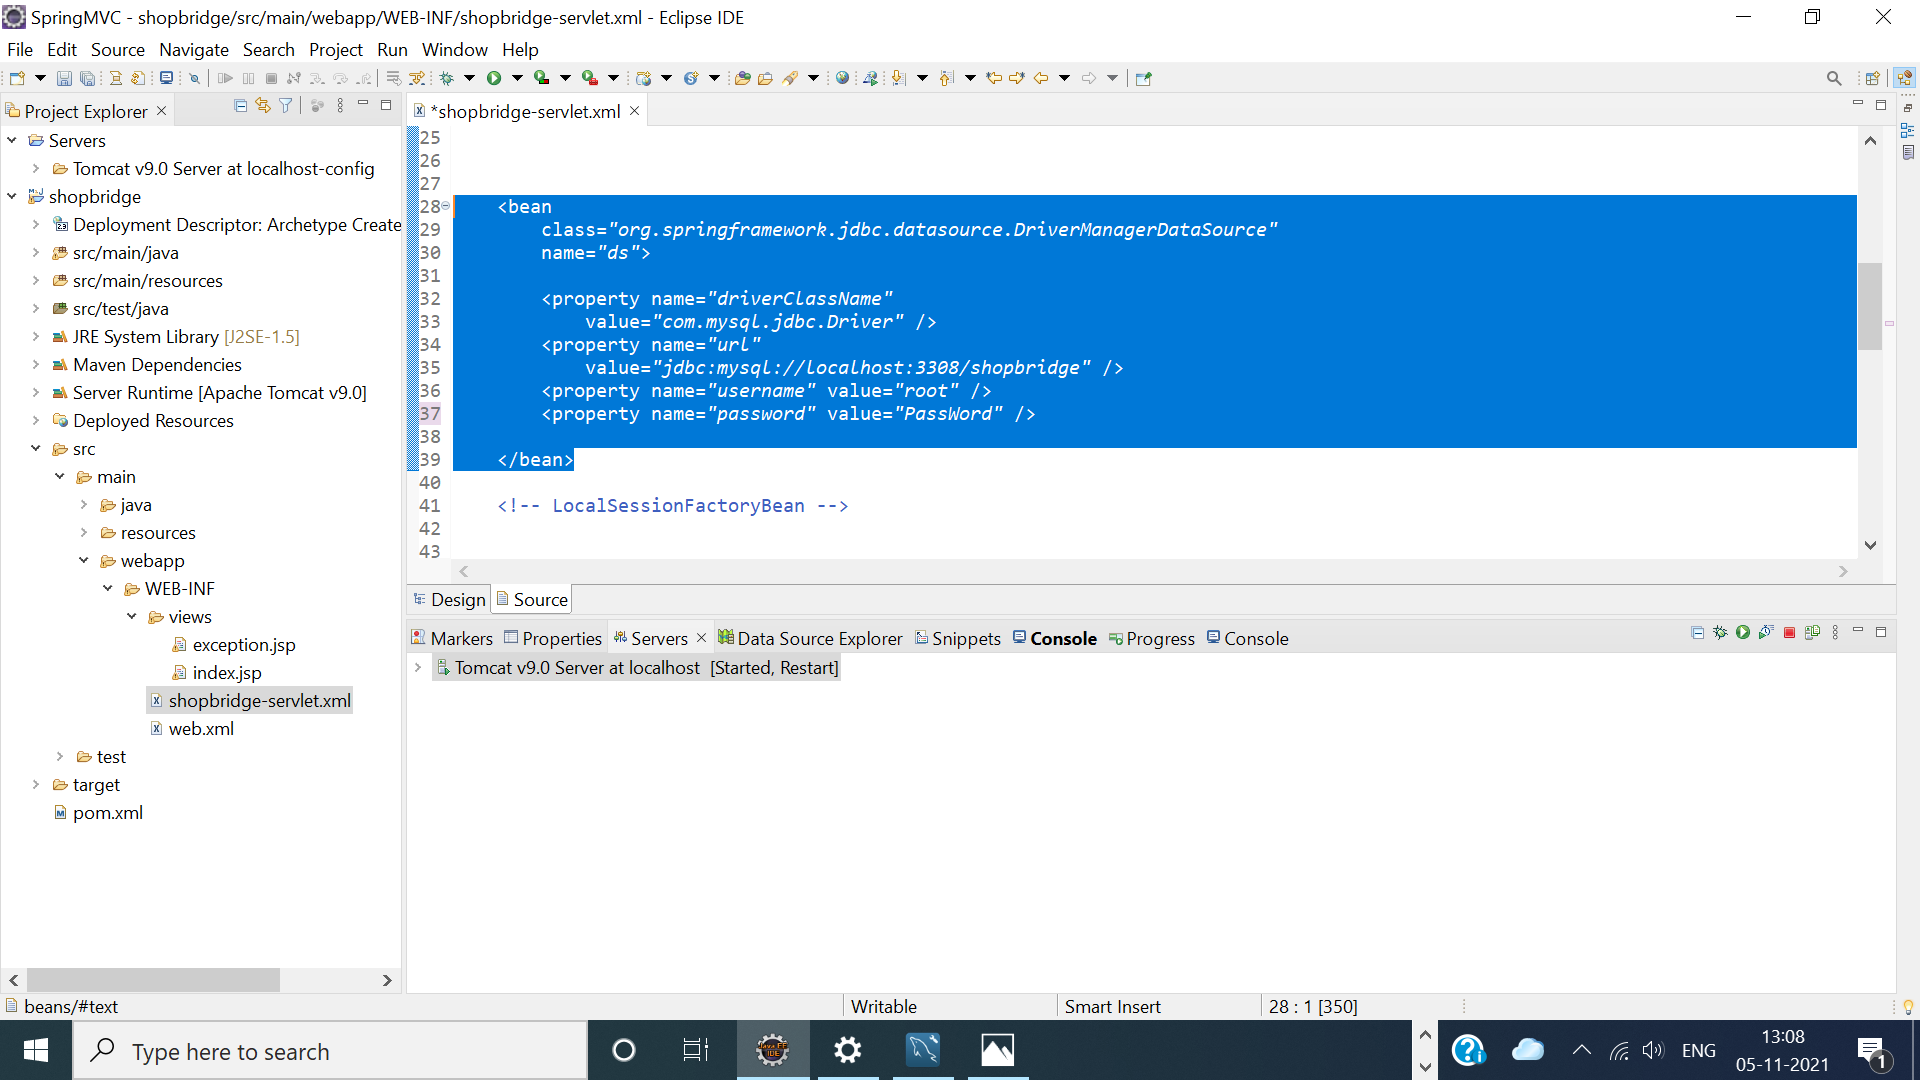 SpringMVC - shopbridge/src/main/webapp/WEB-INF/shopbridge-servlet.xml - Eclipse IDE
File Edit Source Navigate Search Project Run Window Help
Project Explorer
Servers
Tomcat v9.0 Server at localhost-config
shopbridge
Deployment Descriptor: Archetype Create
src/main/java
src/main/resources
src/test/java
JRE System Library [J2SE-1.5]
Maven Dependencies
Server Runtime [Apache Tomcat v9.0]
Deployed Resources
src
main
java
resources
webapp
WEB-INF
views
exception.jsp
index.jsp
shopbridge-servlet.xml
web.xml
test
target
pom.xml
*shopbridge-servlet.xml
25
26
27
28 <bean
29 class="org.springframework.jdbc.datasource.DriverManagerDataSource"
30 name="ds">
31
32 <property name="driverClassName"
33 value="com.mysql.jdbc.Driver" />
34 <property name="url"
35 value="jdbc:mysql://localhost:3308/shopbridge" />
36 <property name="username" value="root" />
37 <property name="password" value="PassWord" />
38
39 </bean>
40
41 <!-- LocalSessionFactoryBean -->
42
43
Design Source
Markers Properties Servers Data Source Explorer Snippets Console Progress Console
Tomcat v9.0 Server at localhost [Started, Restart]
beans/#text Writable Smart Insert 28 : 1 [350]
Type here to search
ENG
13:08
05-11-2021
1